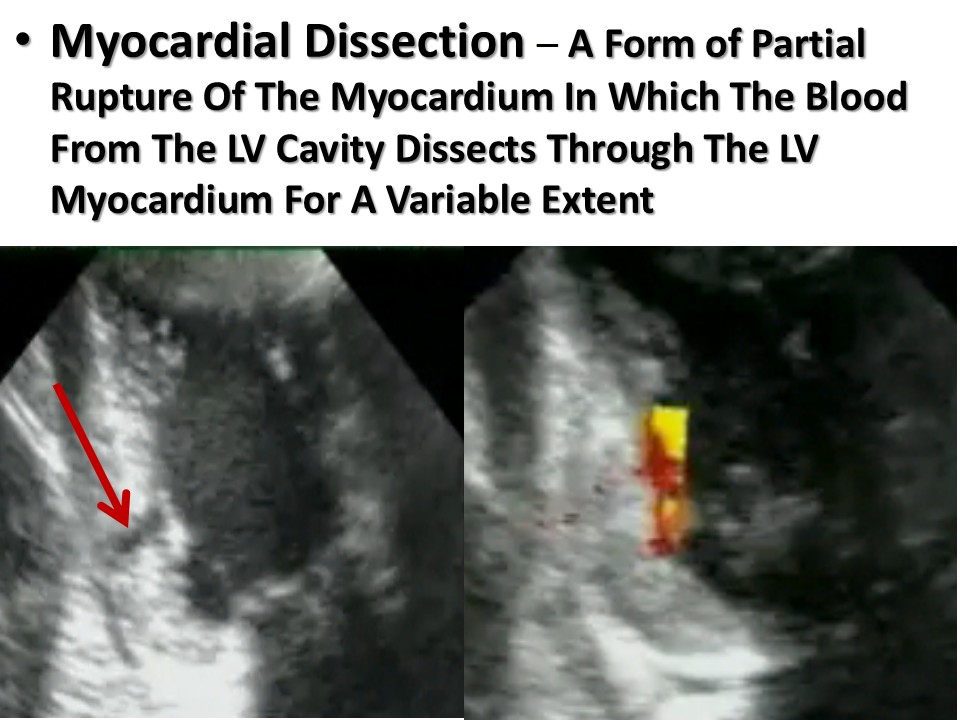 • Myocardial Dissection – A Form of Partial
Rupture Of The Myocardium In Which The Blood
From The LV Cavity Dissects Through The LV
Myocardium For A Variable Extent